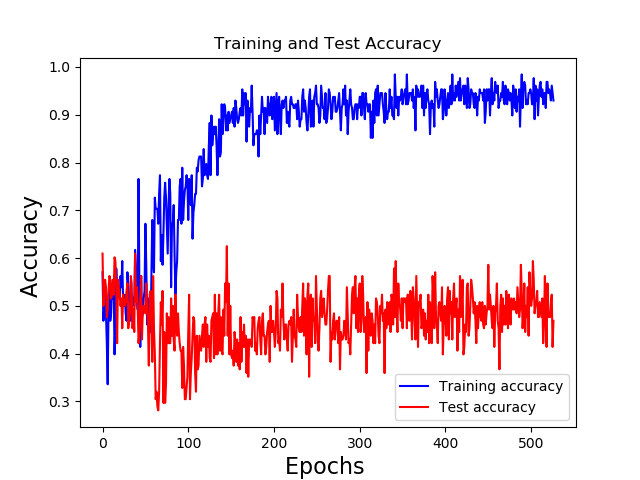 Training and Test Accuracy
1.0
0.9
0.8
0.7
0.6
0.5
0.4
0.3
Accuracy
0 100 200 300 400 500
Epochs
Training accuracy
Test accuracy